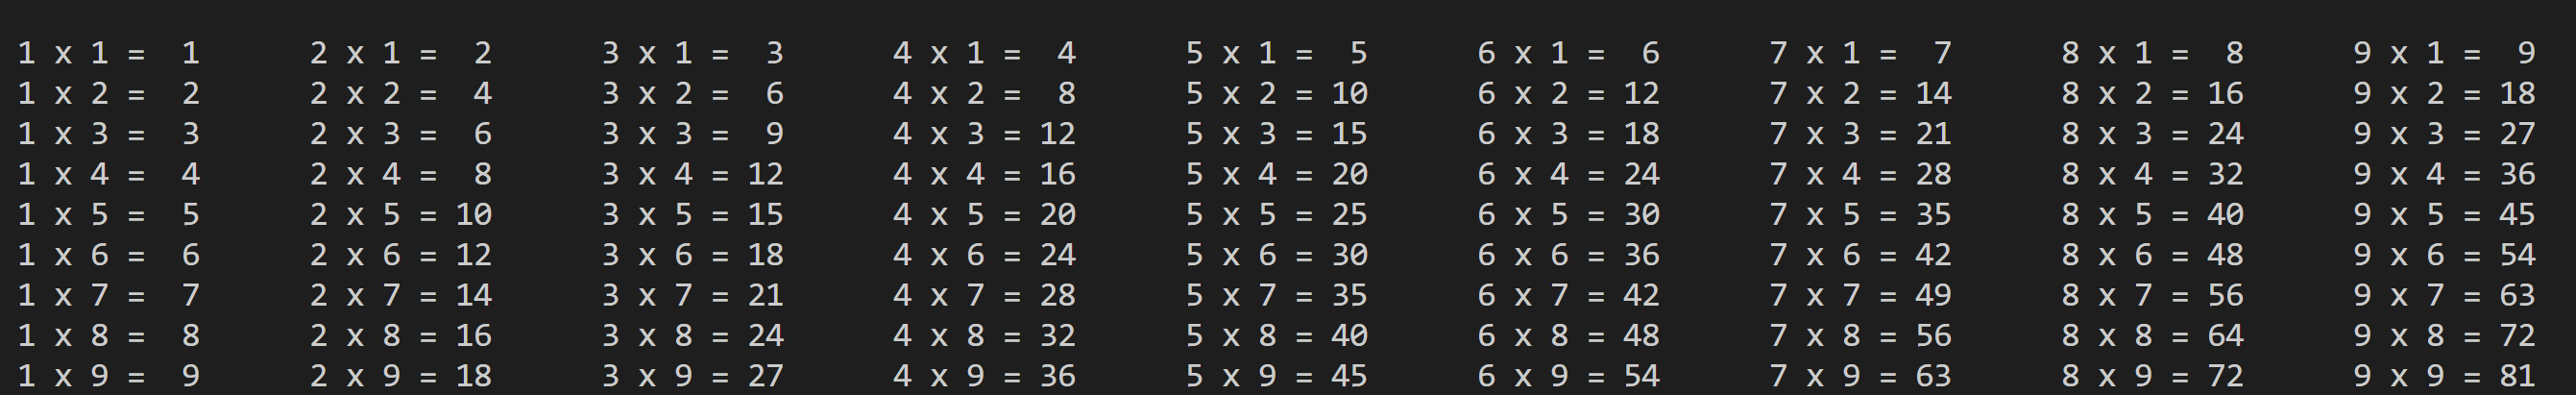 1 x 1 =  1      2 x 1 =  2      3 x 1 =  3      4 x 1 =  4      5 x 1 =  5      6 x 1 =  6      7 x 1 =  7      8 x 1 =  8      9 x 1 =  9
1 x 2 =  2      2 x 2 =  4      3 x 2 =  6      4 x 2 =  8      5 x 2 = 10      6 x 2 = 12      7 x 2 = 14      8 x 2 = 16      9 x 2 = 18
1 x 3 =  3      2 x 3 =  6      3 x 3 =  9      4 x 3 = 12      5 x 3 = 15      6 x 3 = 18      7 x 3 = 21      8 x 3 = 24      9 x 3 = 27
1 x 4 =  4      2 x 4 =  8      3 x 4 = 12      4 x 4 = 16      5 x 4 = 20      6 x 4 = 24      7 x 4 = 28      8 x 4 = 32      9 x 4 = 36
1 x 5 =  5      2 x 5 = 10      3 x 5 = 15      4 x 5 = 20      5 x 5 = 25      6 x 5 = 30      7 x 5 = 35      8 x 5 = 40      9 x 5 = 45
1 x 6 =  6      2 x 6 = 12      3 x 6 = 18      4 x 6 = 24      5 x 6 = 30      6 x 6 = 36      7 x 6 = 42      8 x 6 = 48      9 x 6 = 54
1 x 7 =  7      2 x 7 = 14      3 x 7 = 21      4 x 7 = 28      5 x 7 = 35      6 x 7 = 42      7 x 7 = 49      8 x 7 = 56      9 x 7 = 63
1 x 8 =  8      2 x 8 = 16      3 x 8 = 24      4 x 8 = 32      5 x 8 = 40      6 x 8 = 48      7 x 8 = 56      8 x 8 = 64      9 x 8 = 72
1 x 9 =  9      2 x 9 = 18      3 x 9 = 27      4 x 9 = 36      5 x 9 = 45      6 x 9 = 54      7 x 9 = 63      8 x 9 = 72      9 x 9 = 81